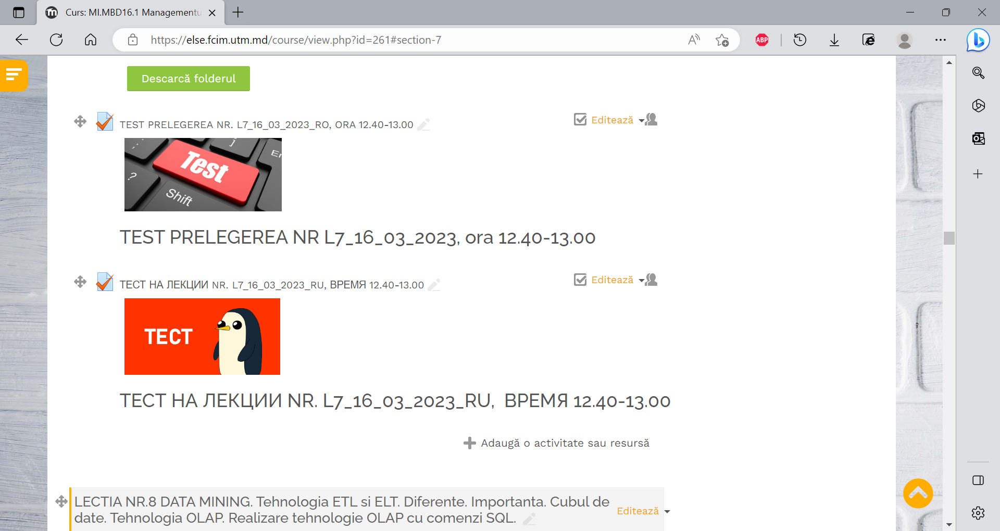 Curs: MI.MBD16.1 Managementu
https://else.fcim.utm.md/course/view.php?id=261#section-7
A
ABP
Descarcă folderul
TEST PRELEGEREA NR. L7_16_03_2023_RO, ORA 12.40-13.00
Editează
; :
]
En
Test
?
Shift
TEST PRELEGEREA NR L7_16_03_2023, ora 12.40-13.00
ТЕСТ НА ЛЕКЦИИ NR. L7_16_03_2023_RU, ВРЕМЯ 12.40-13.00
Editează
ТЕСТ
ТЕСТ НА ЛЕКЦИИ NR. L7_16_03_2023_RU, ВРЕМЯ 12.40-13.00
Adaugă o activitate sau resursă
LECTIA NR.8 DATA MINING. Tehnologia ETL si ELT. Diferente. Importanta. Cubul de
date. Tehnologia OLAP. Realizare tehnologie OLAP cu comenzi SQL.
Editează